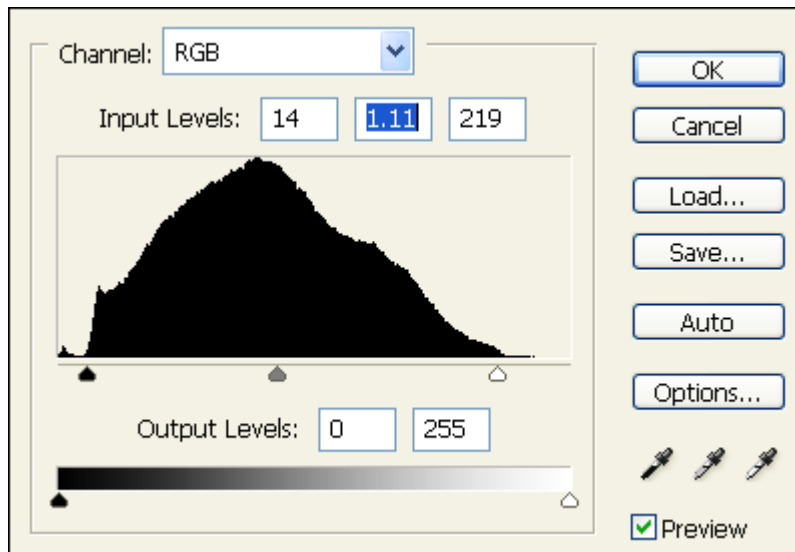 Channel: RGB
Input Levels: 14 1.11 219
Output Levels: 0 255
OK
Cancel
Load...
Save...
Auto
Options...
Preview